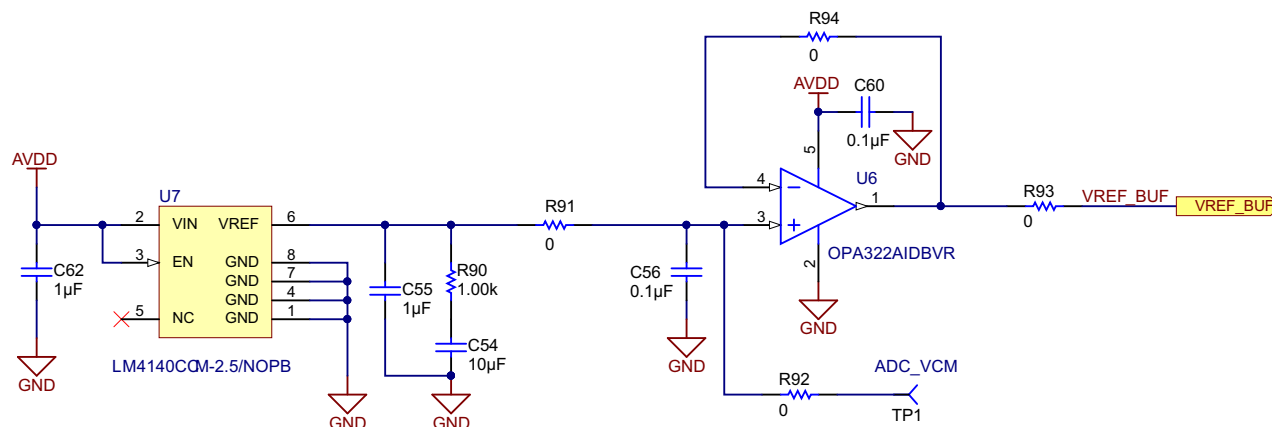 R94
0
AVDD
C60
0.1µF
GND
5
4
U6
1
3
2
OPA322AIDBVR
GND
R93
0
VREF_BUF
VREF_BUF
AVDD
U7
2
VIN
VREF
6
3
EN
GND
8
GND
7
GND
4
5
NC
GND
1
C62
1µF
GND
LM4140CCM-2.5/NOPB
GND
C55
1µF
R90
1.00k
C54
10µF
GND
R91
0
C56
0.1µF
GND
R92
0
ADC_VCM
TP1